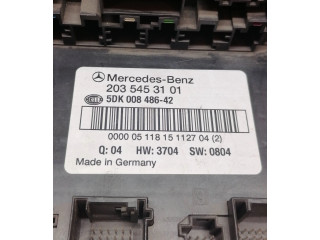 Mercedes-Benz
203 545 31 01
5DK 008 486-42
0000 05 118 15 1127 04 (2)
Q: 04 HW: 3704 SW: 0804
Made in Germany